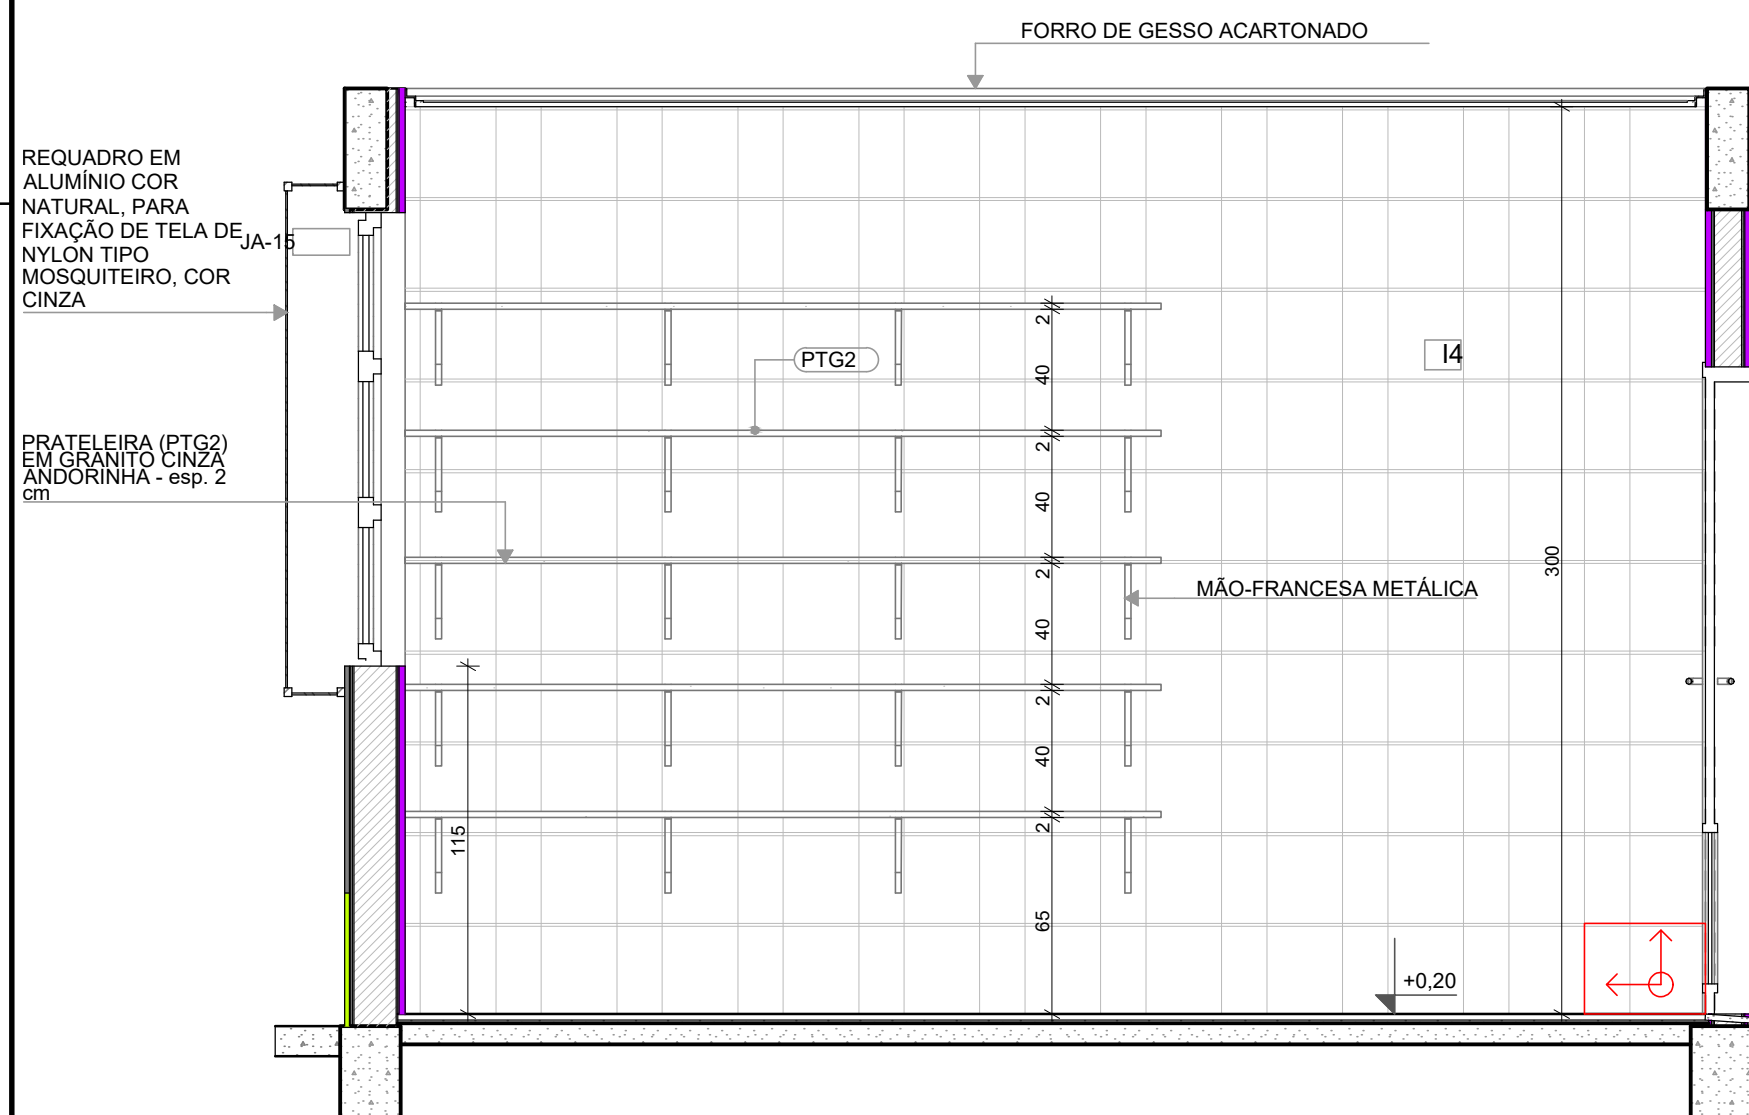 FORRO DE GESSO ACARTONADO
REQUADRO EM
ALUMÍNIO COR
NATURAL, PARA
FIXAÇÃO DE TELA DE
NYLON TIPO
MOSQUITEIRO, COR
CINZA
JA-15
PTG2
I4
PRATELEIRA (PTG2)
EM GRANITO CINZA
ANDORINHA - esp. 2
cm
MÃO-FRANCESA METÁLICA
2
40
2
40
2
40
2
40
2
65
115
300
+0,20